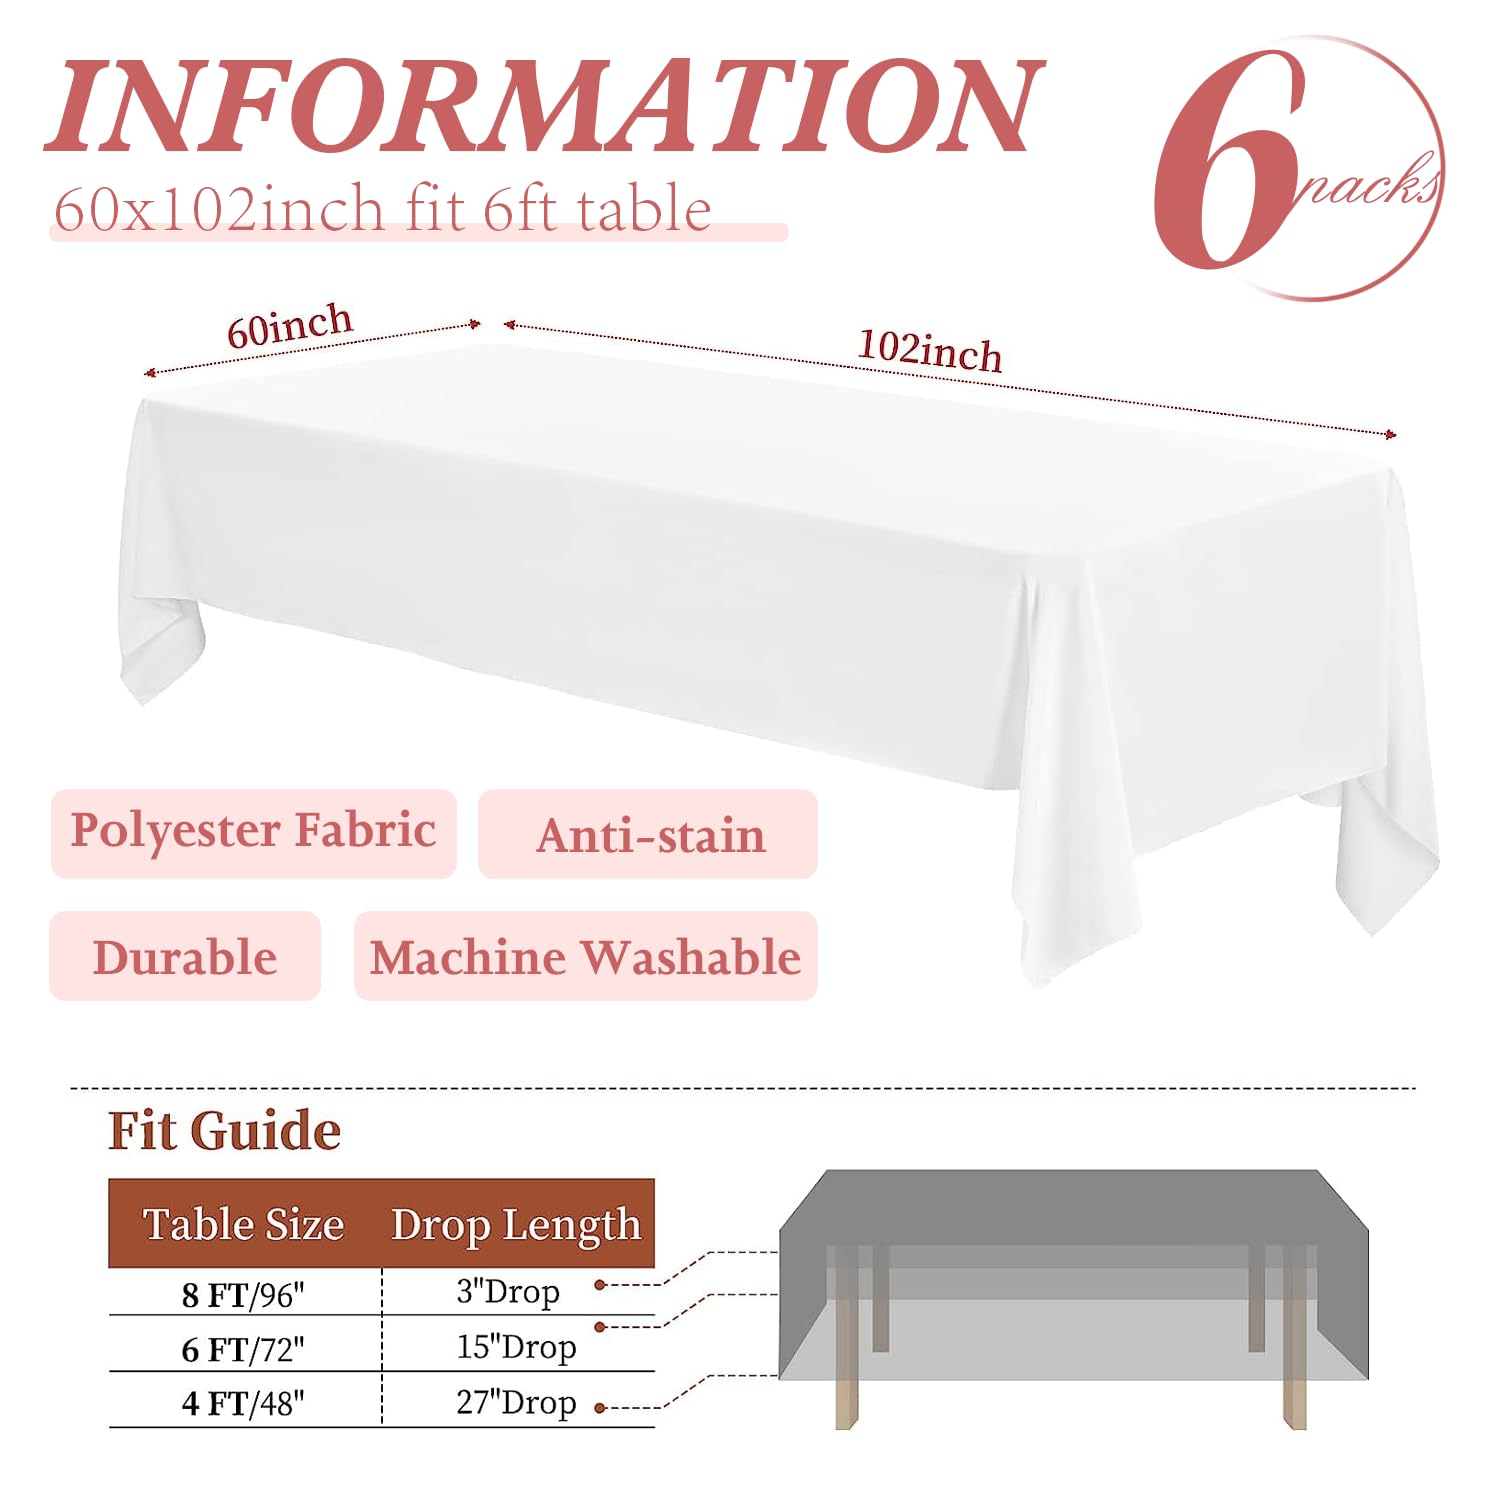 INFORMATION
60x102inch fit 6ft table
6
packs
60inch
102inch
Polyester Fabric
Anti-stain
Durable
Machine Washable
Fit Guide
Table Size Drop Length
8 FT/96" 3"Drop
6 FT/72" 15"Drop
4 FT/48" 27"Drop